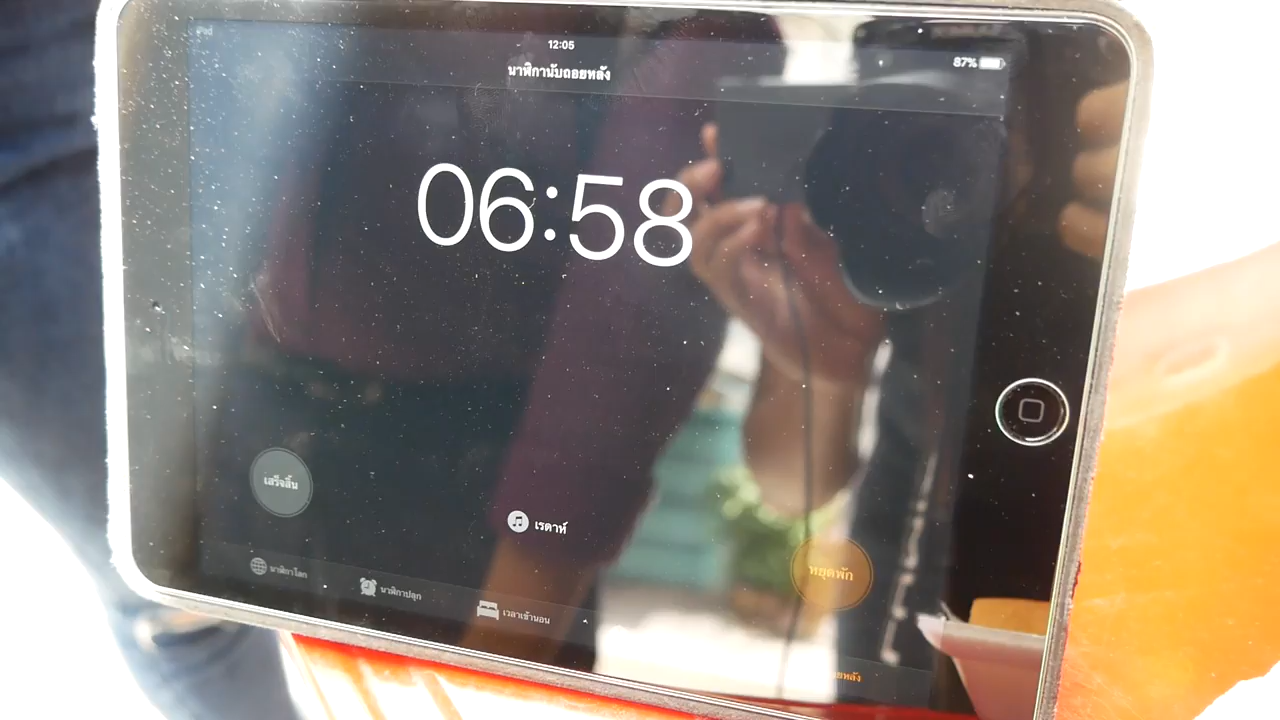 12:05
87%
นาฬิกานับถอยหลัง
06:58
เสร็จสิ้น
เรดาห์
หยุดพัก
นาฬิกาโลก
นาฬิกาปลุก
เวลาเข้านอน